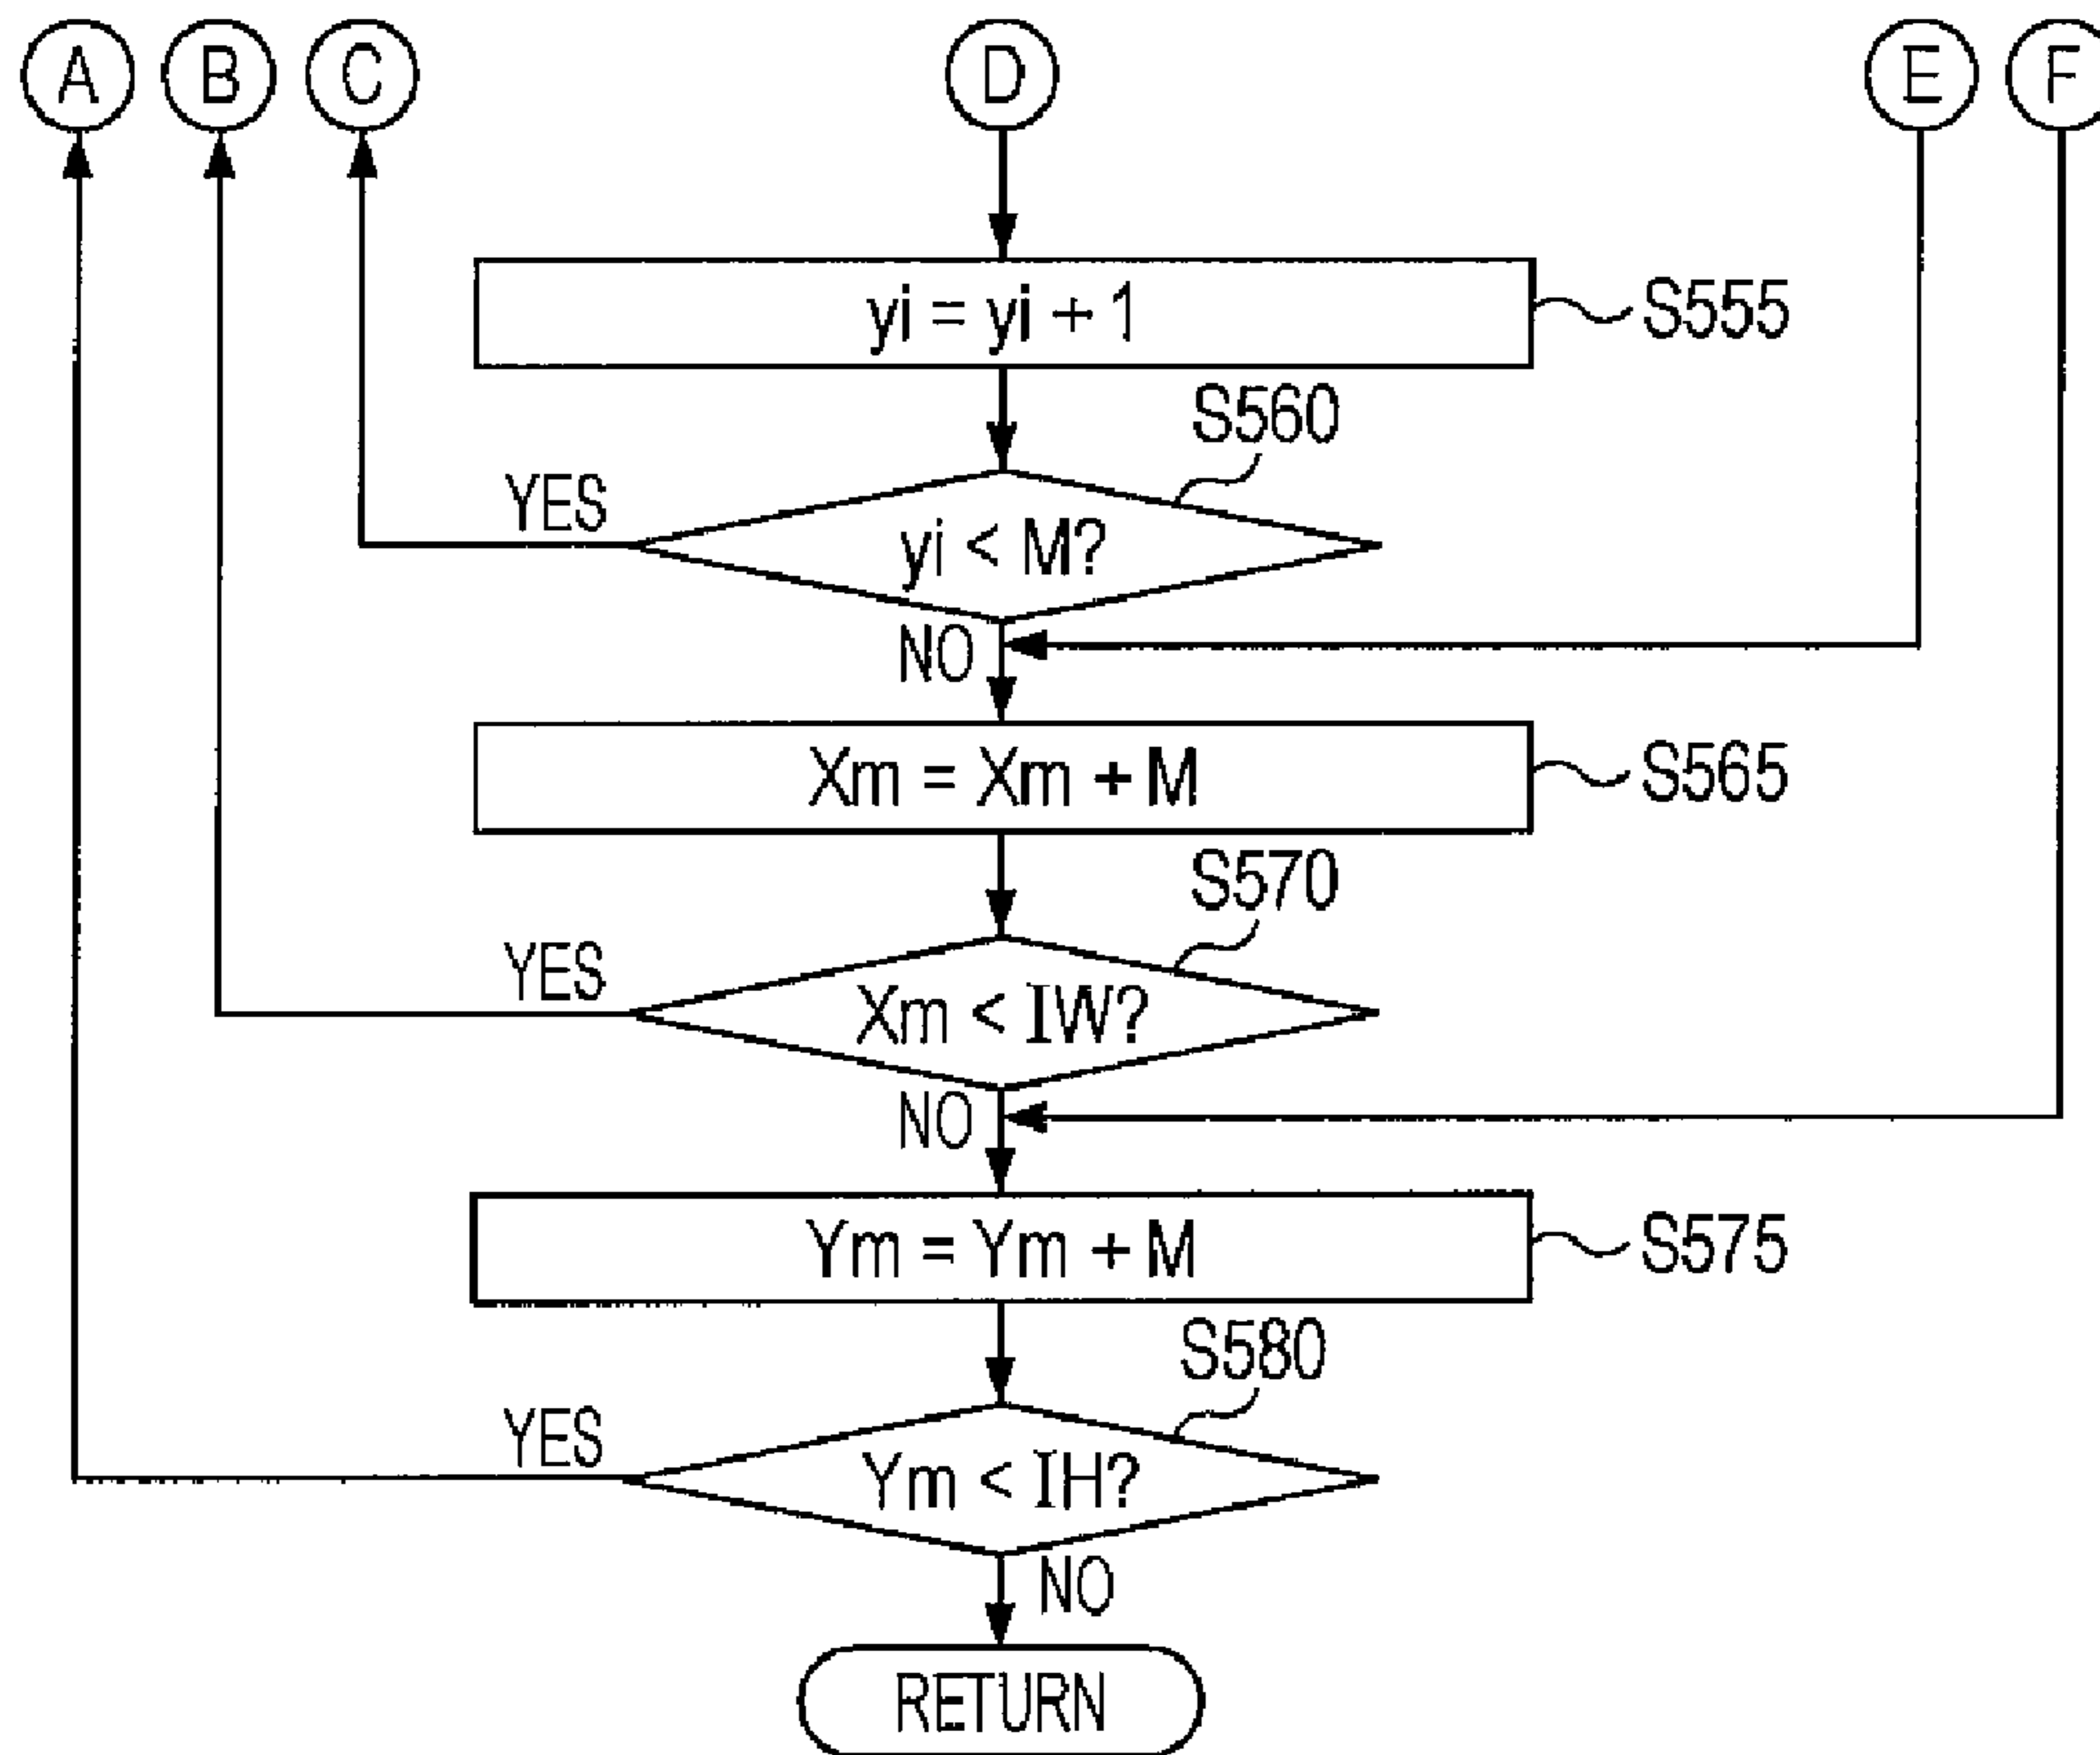 A B C D E F
yi = yi + 1
S555
S560
YES
yi < M?
NO
Xm = Xm + M
S565
S570
YES
Xm < IW?
NO
Ym = Ym + M
S575
S580
YES
Ym < IH?
NO
RETURN